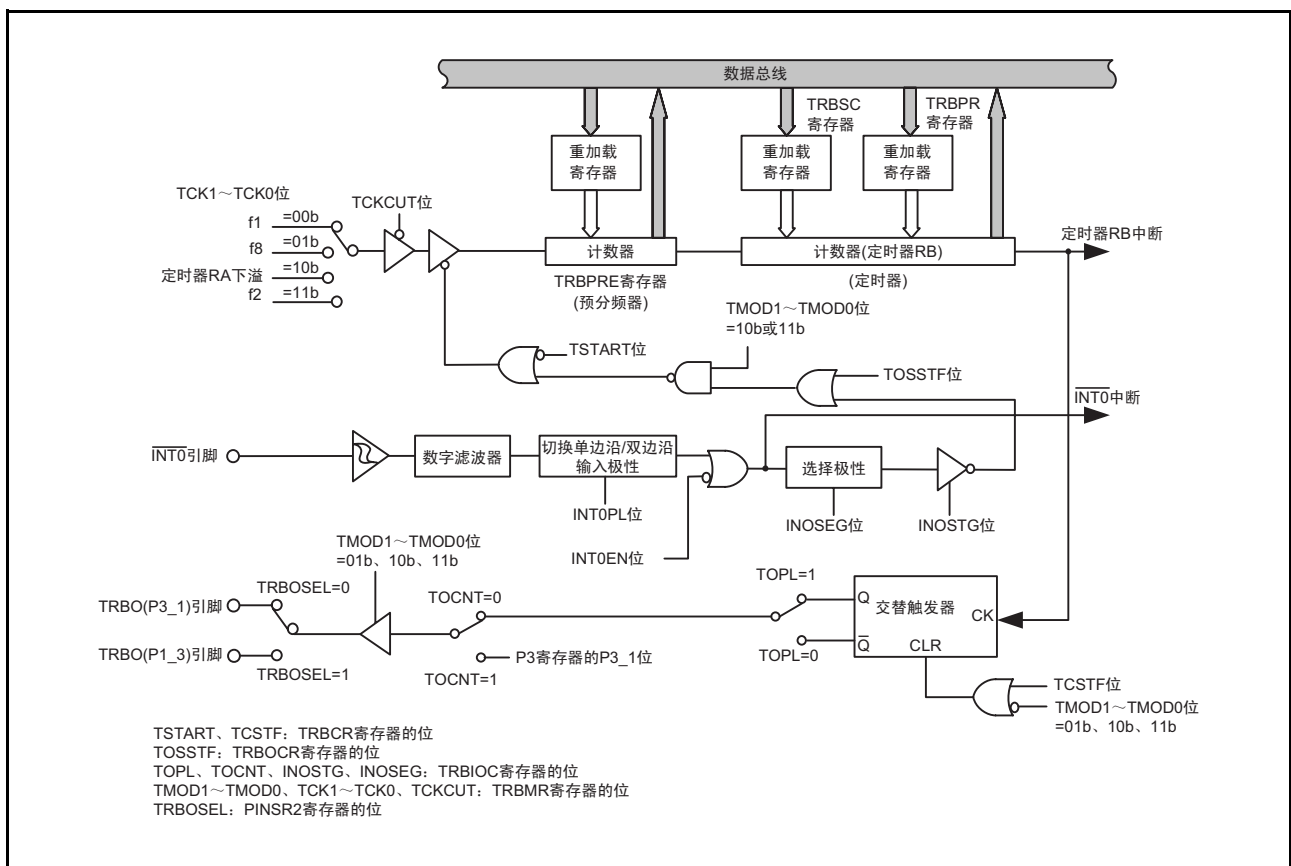 数据总线
TRBSC
寄存器
TRBPR
寄存器
重加载
寄存器
重加载
寄存器
重加载
寄存器
TCK1～TCK0位
TCKCUT位
f1 =00b
f8 =01b
定时器RA下溢 =10b
f2 =11b
计数器
计数器(定时器RB)
定时器RB中断
TRBPRE寄存器
(预分频器)
(定时器)
TMOD1～TMOD0位
=10b或11b
TSTART位
TOSSTF位
INT0中断
INT0引脚
数字滤波器
切换单边沿/双边沿
输入极性
选择极性
INT0PL位
INOSEG位
INOSTG位
INT0EN位
TMOD1～TMOD0位
=01b、10b、11b
TRBOSEL=0
TOCNT=0
TOPL=1
TRBO(P3_1)引脚
Q
交替触发器
CK
TRBO(P1_3)引脚
TRBOSEL=1
P3寄存器的P3_1位
TOCNT=1
TOPL=0
Q
CLR
TCSTF位
TMOD1～TMOD0位
=01b、10b、11b
TSTART、TCSTF：TRBCR寄存器的位
TOSSTF：TRBOCR寄存器的位
TOPL、TOCNT、INOSTG、INOSEG：TRBIOC寄存器的位
TMOD1～TMOD0、TCK1～TCK0、TCKCUT：TRBMR寄存器的位
TRBOSEL：PINSR2寄存器的位